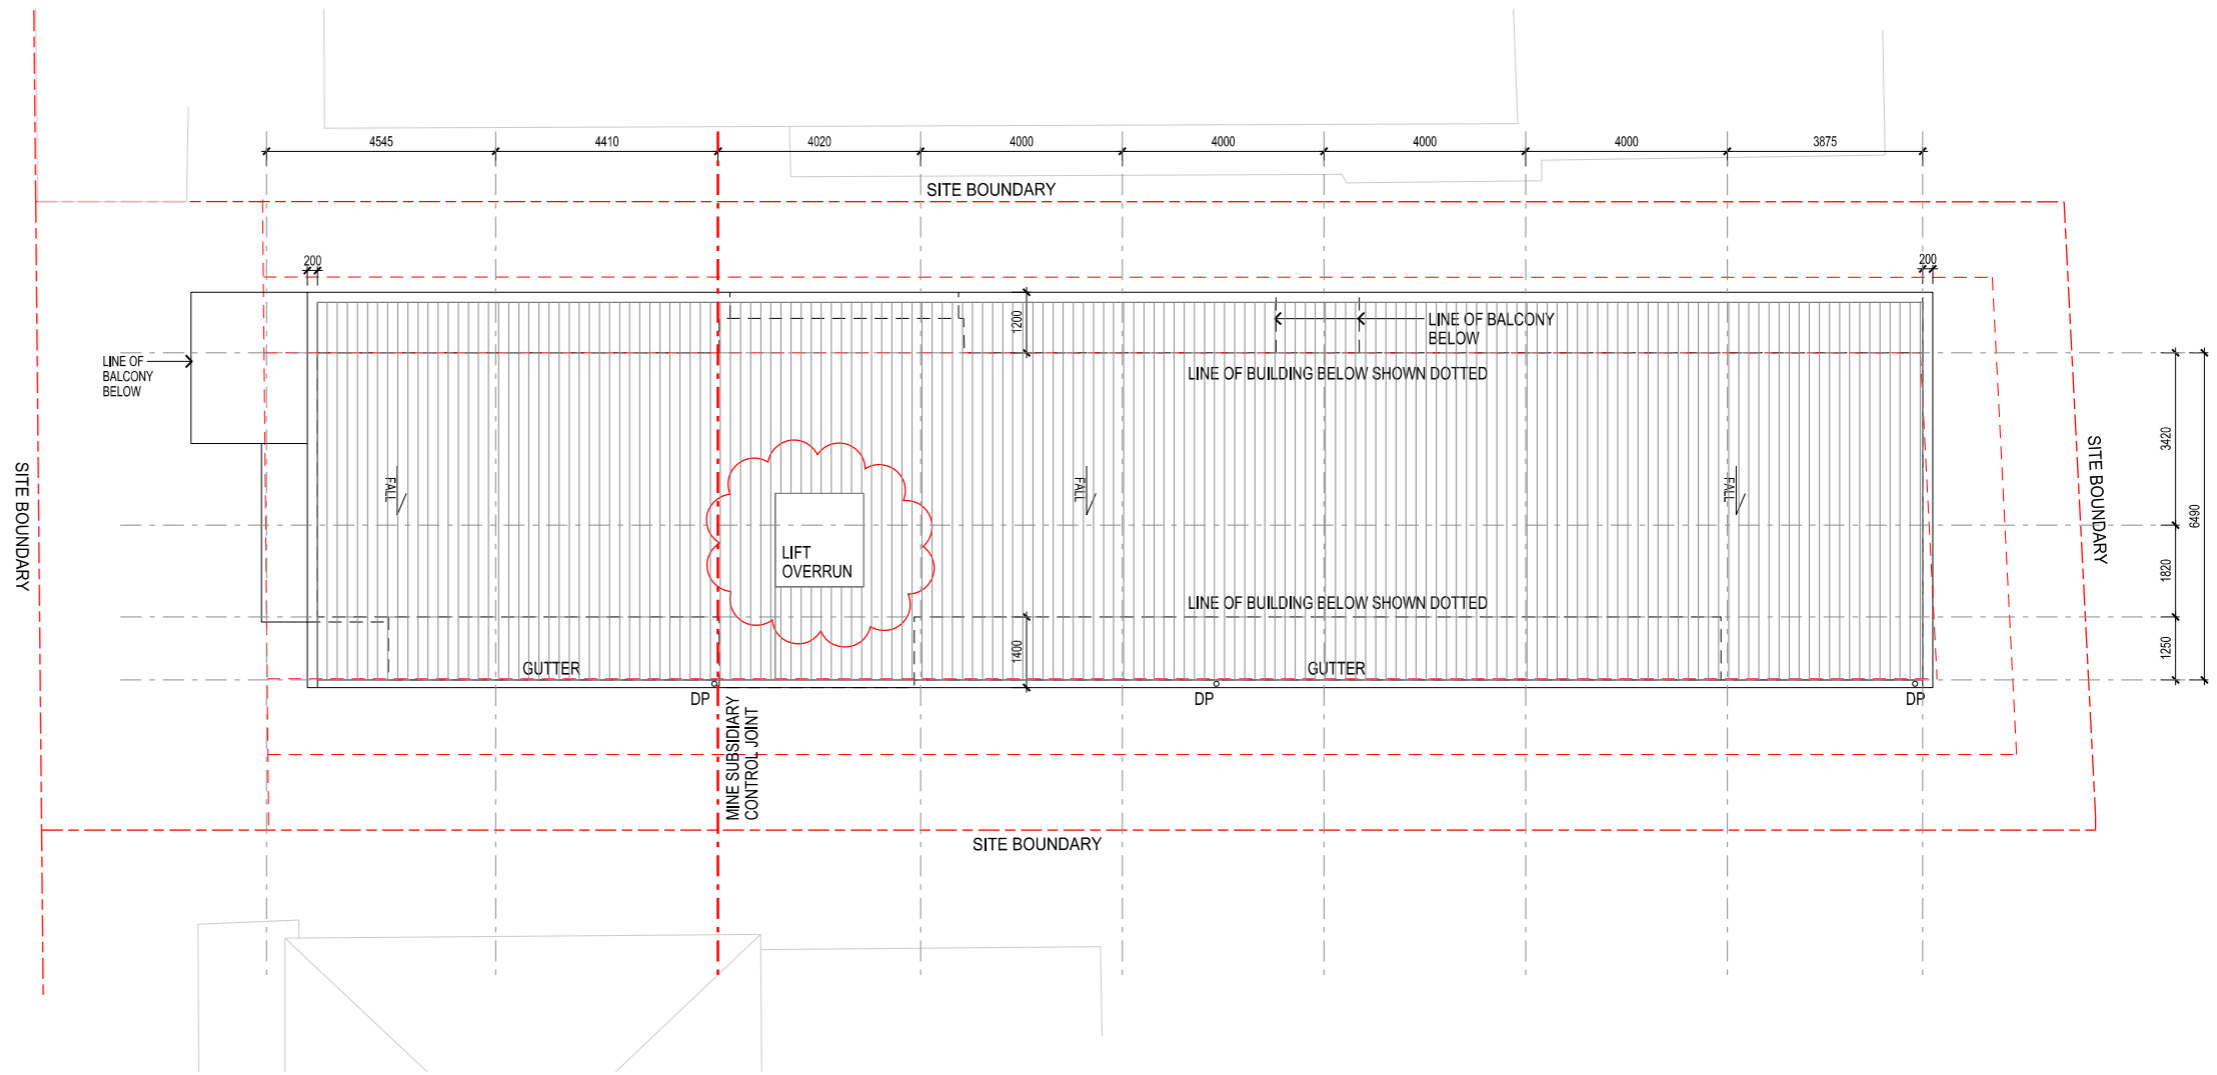 4545
4410
4020
4000
4000
4000
4000
3875
SITE BOUNDARY
200
200
1200
LINE OF BALCONY
BELOW
LINE OF
BALCONY
BELOW
LINE OF BUILDING BELOW SHOWN DOTTED
3420
SITE BOUNDARY
SITE BOUNDARY
FALL
FALL
FALL
6490
LIFT
OVERRUN
1820
LINE OF BUILDING BELOW SHOWN DOTTED
1400
1250
GUTTER
GUTTER
DP
DP
DP
MINE SUBSIDIARY
CONTROL JOINT
SITE BOUNDARY